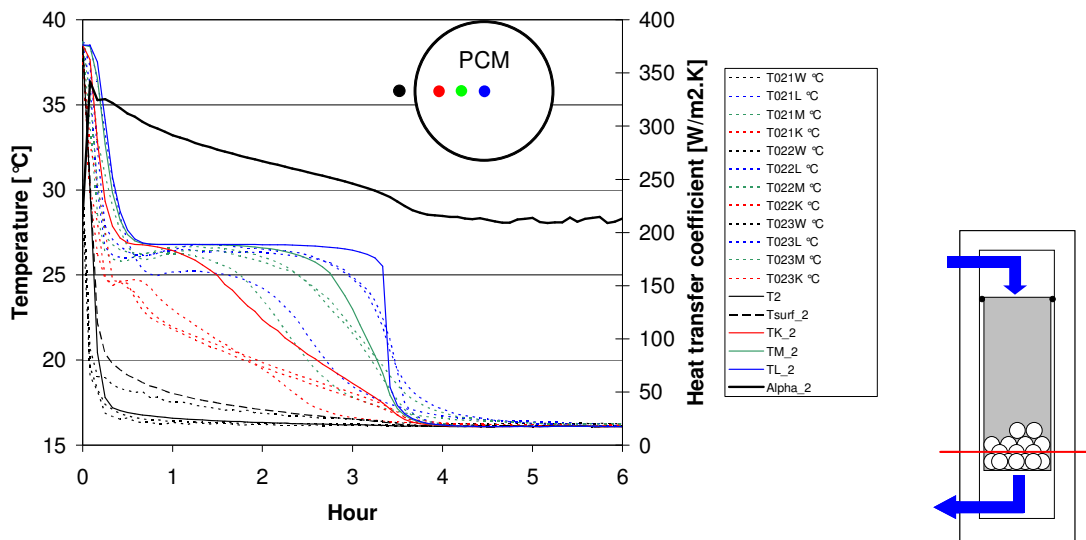 40
35
30
25
20
15
Temperature [℃]
0
1
2
3
4
5
6
Hour
PCM
400
350
300
250
200
150
100
50
0
Heat transfer coefficient [W/m2.K]
T021W ℃
T021L ℃
T021M ℃
T021K ℃
T022W ℃
T022L ℃
T022M ℃
T022K ℃
T023W ℃
T023L ℃
T023M ℃
T023K ℃
T2
Tsurf_2
TK_2
TM_2
TL_2
Alpha_2